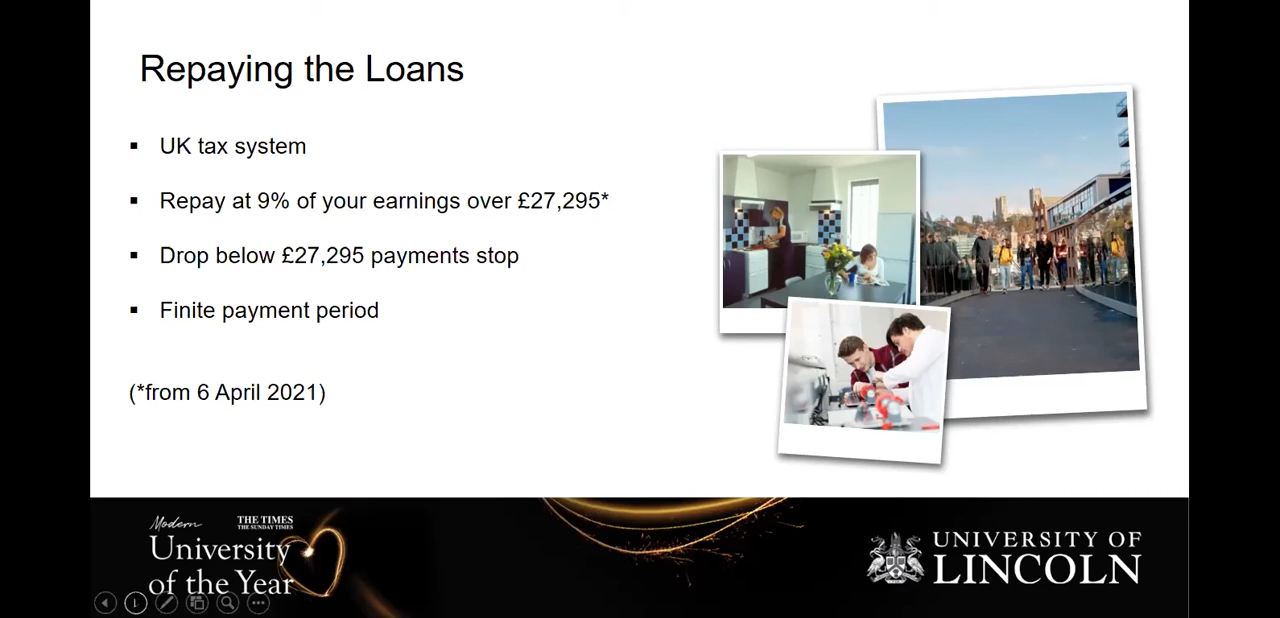 Repaying the Loans
▪ UK tax system
▪ Repay at 9% of your earnings over £27,295*
▪ Drop below £27,295 payments stop
▪ Finite payment period
(*from 6 April 2021)
Modern
THE TIMES
THE SUNDAY TIMES
University
of the Year
UNIVERSITY OF
LINCOLN